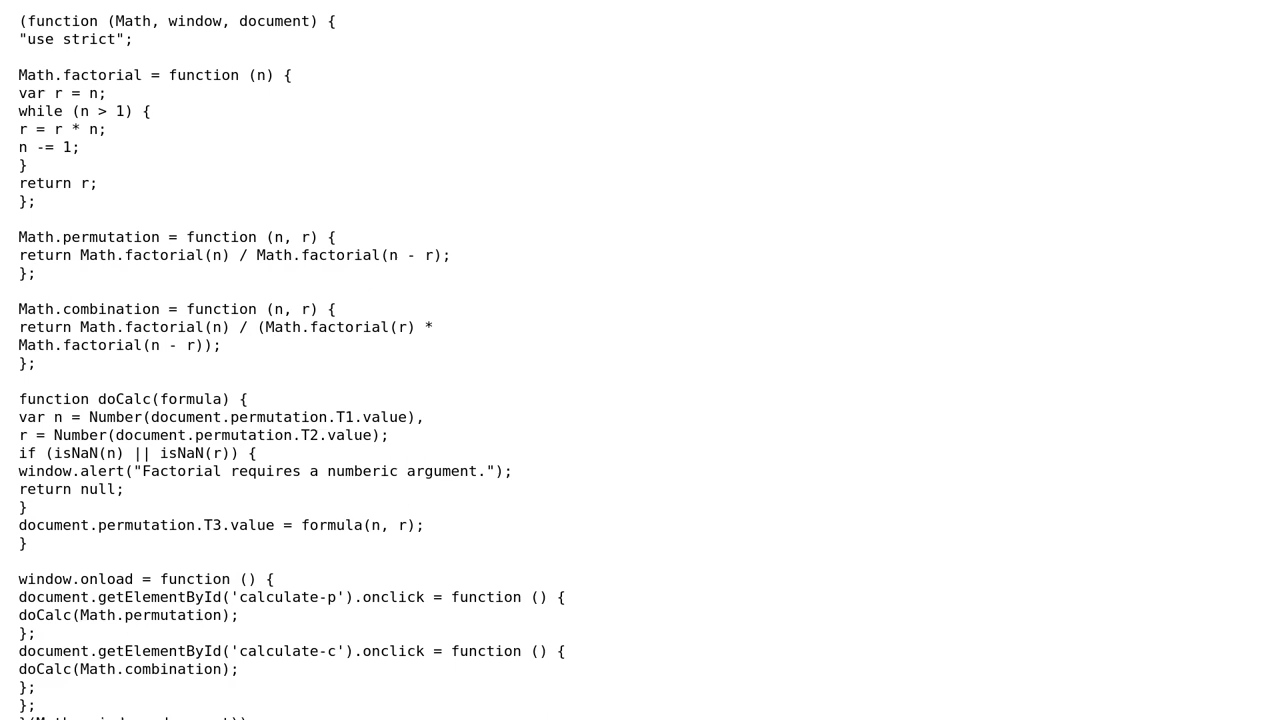 (function (Math, window, document) {
"use strict";
Math.factorial = function (n) {
var r = n;
while (n > 1) {
r = r * n;
n -= 1;
}
return r;
};
Math.permutation = function (n, r) {
return Math.factorial(n) / Math.factorial(n - r);
};
Math.combination = function (n, r) {
return Math.factorial(n) / (Math.factorial(r) *
Math.factorial(n - r));
};
function doCalc(formula) {
var n = Number(document.permutation.T1.value),
r = Number(document.permutation.T2.value);
if (isNaN(n) || isNaN(r)) {
window.alert("Factorial requires a numberic argument.");
return null;
}
document.permutation.T3.value = formula(n, r);
}
window.onload = function () {
document.getElementById('calculate-p').onclick = function () {
doCalc(Math.permutation);
};
document.getElementById('calculate-c').onclick = function () {
doCalc(Math.combination);
};
};